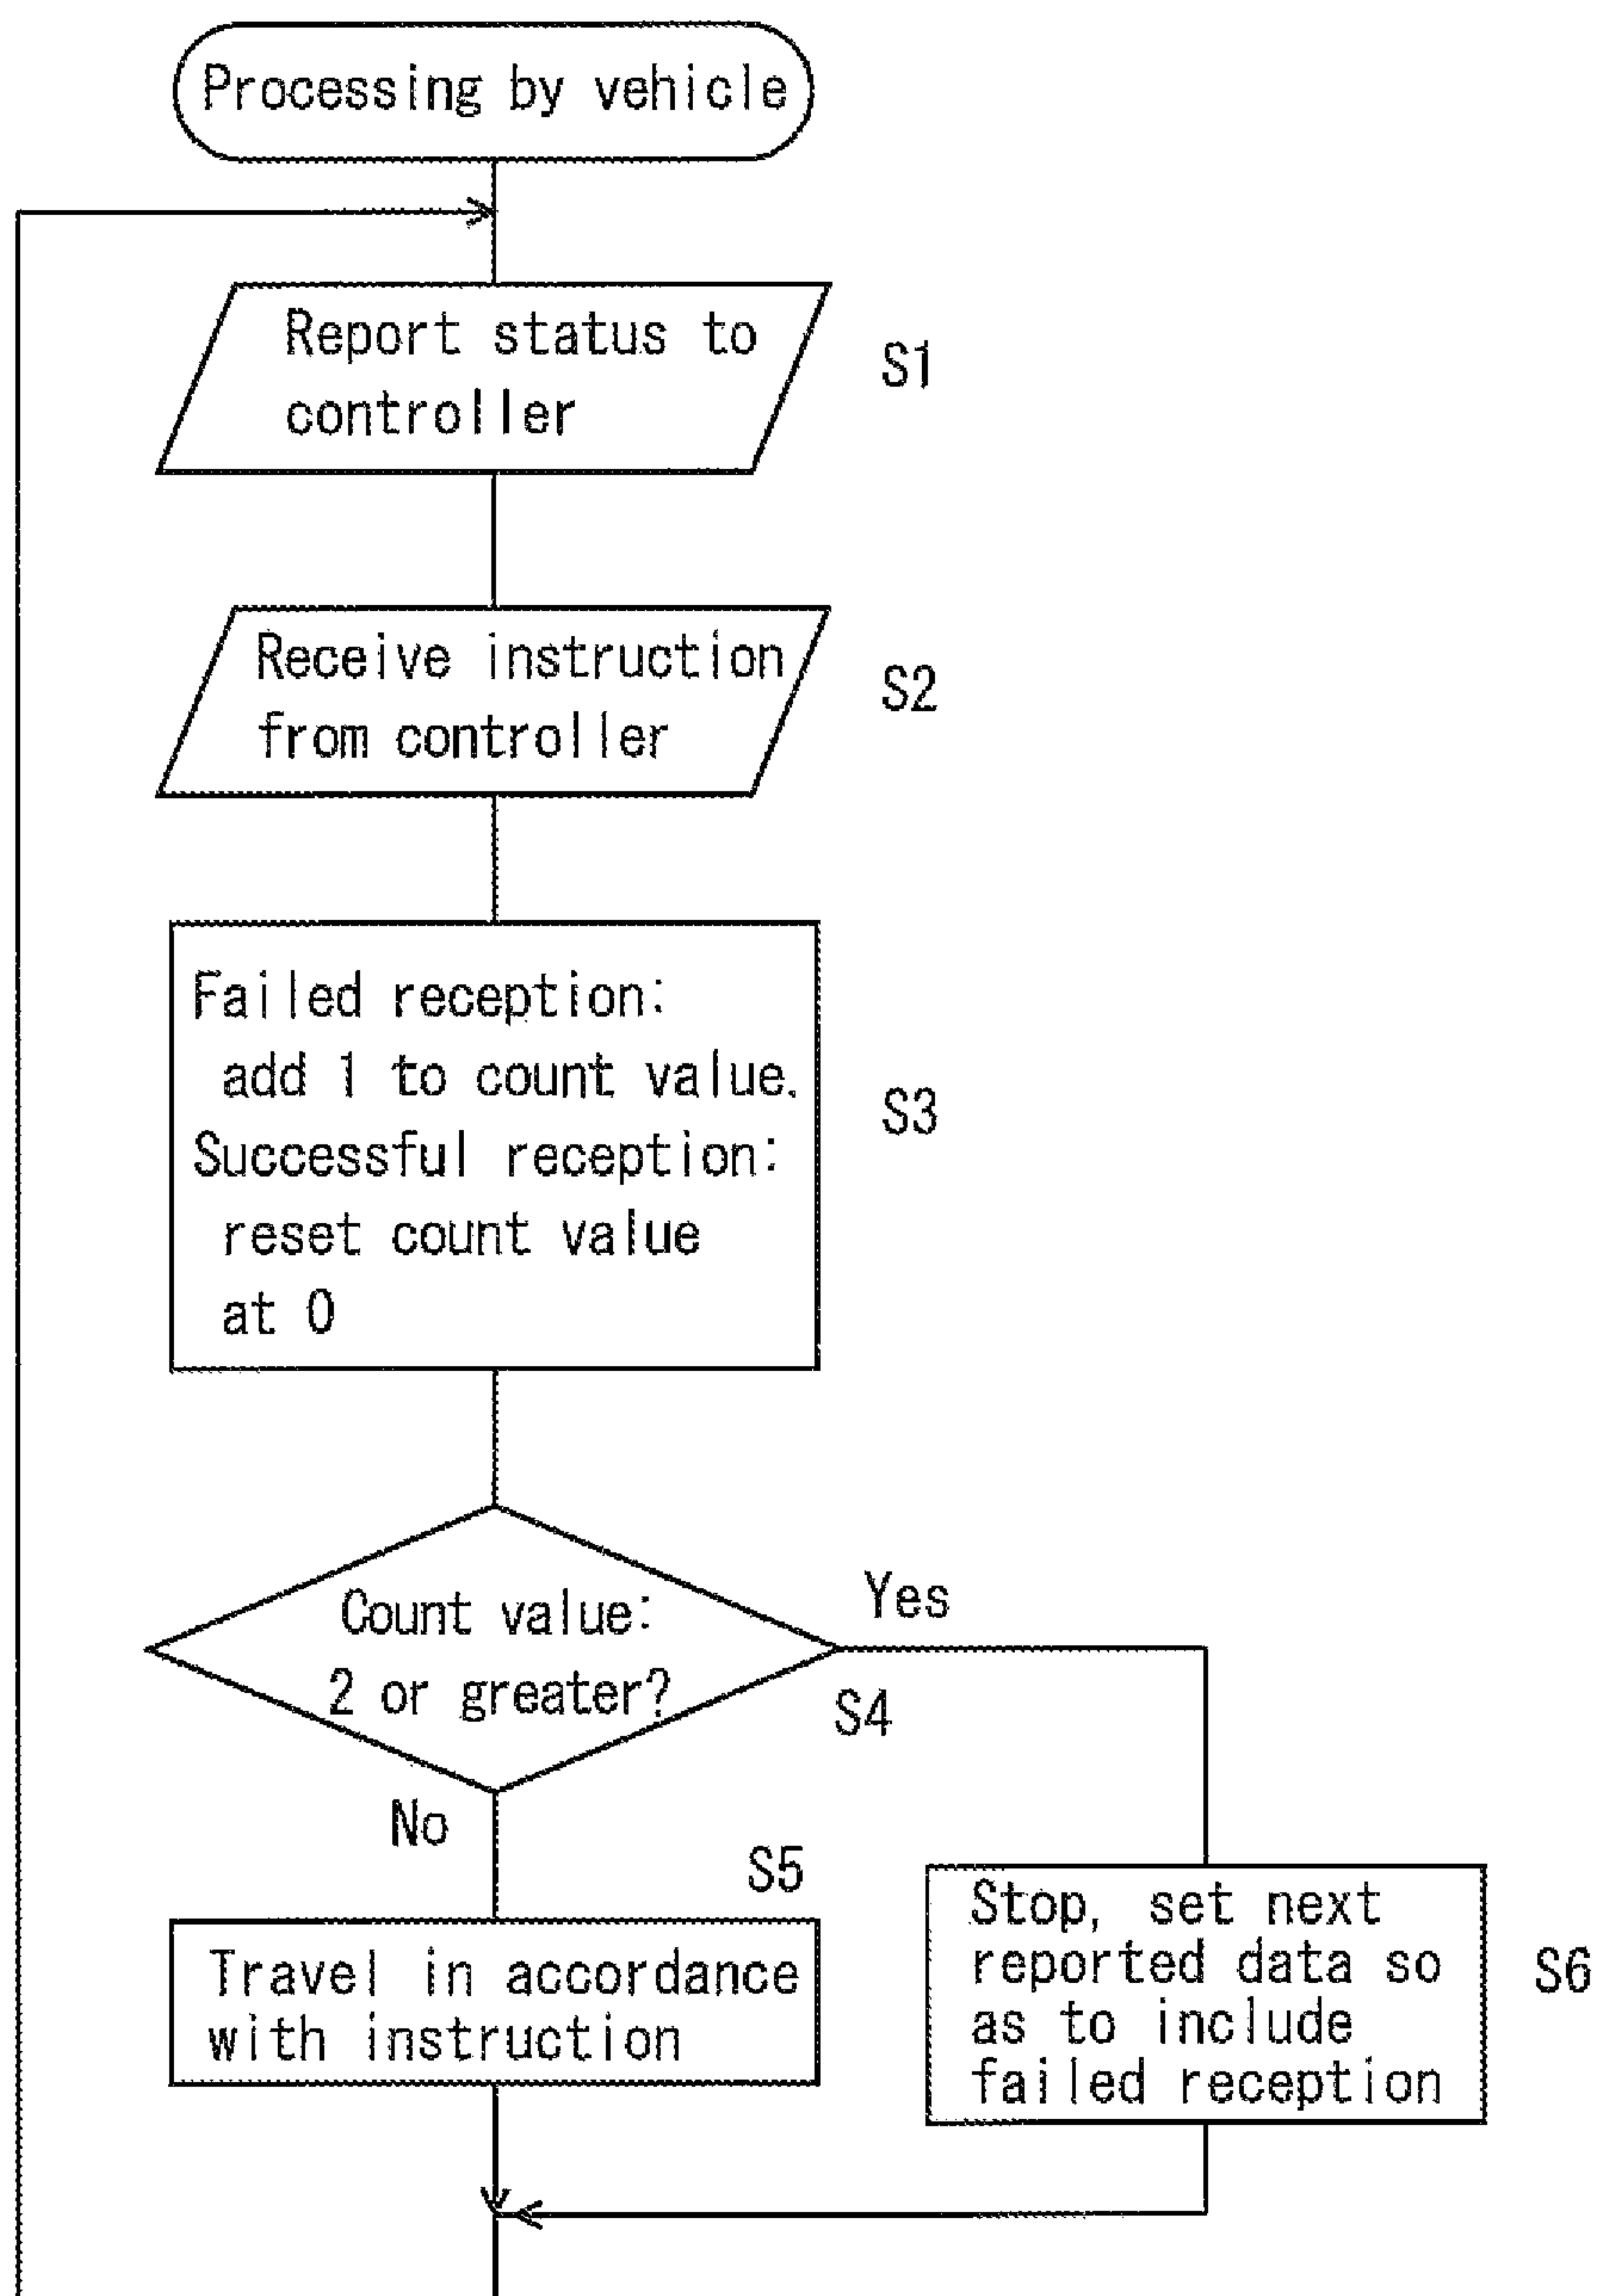 Processing by vehicle
Report status to
controller
S1
Receive instruction
from controller
S2
Failed reception:
add 1 to count value.
Successful reception:
reset count value
at 0
S3
Count value:
2 or greater?
Yes
S4
No
S5
Travel in accordance
with instruction
Stop, set next
reported data so
as to include
failed reception
S6